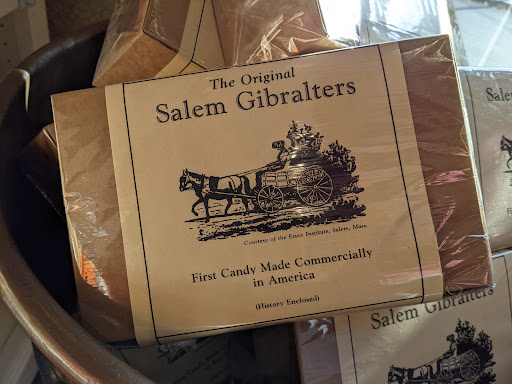 The Original
Salem Gibralters
Courtesy of the Essex Institute, Salem, Mass.
First Candy Made Commercially
in America
(History Enclosed)
Salem
Salem Gibralters